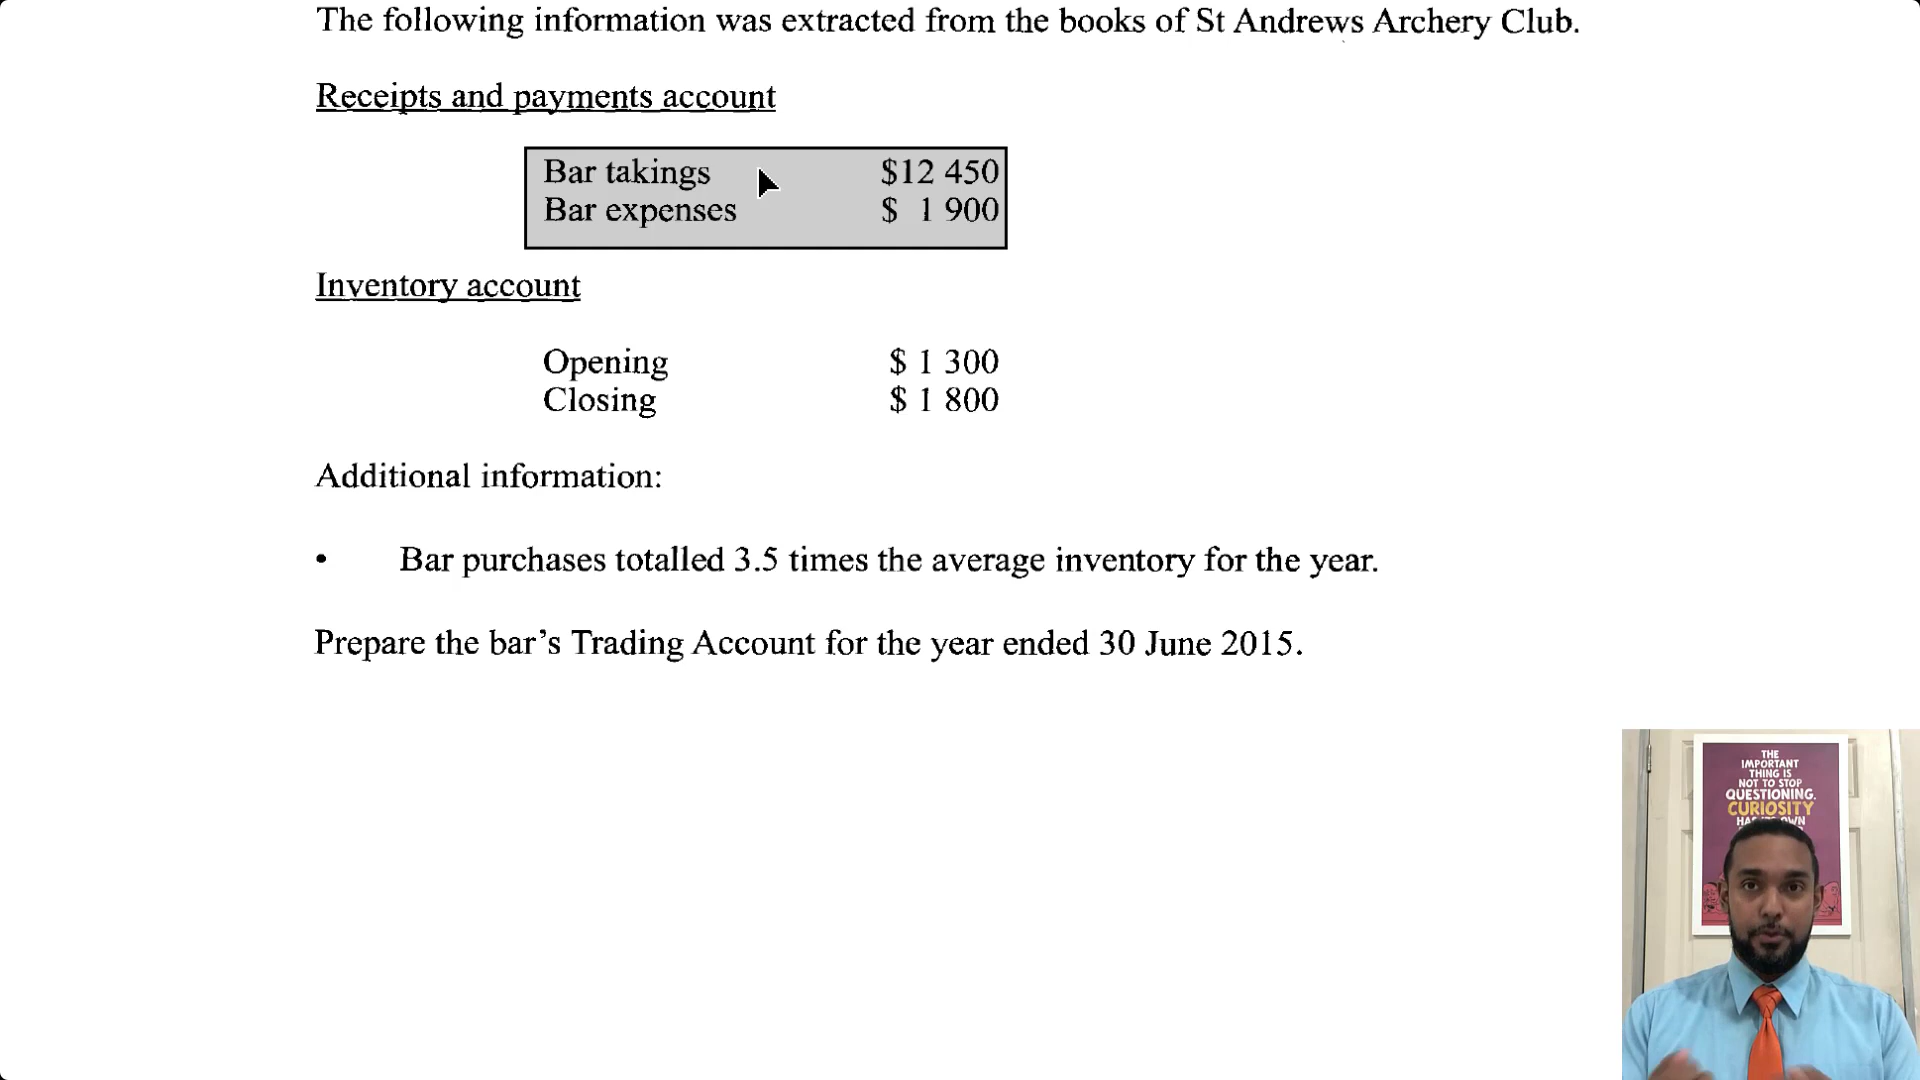 The following information was extracted from the books of St Andrews Archery Club.
Receipts and payments account
Bar takings $12 450
Bar expenses $ 1 900
Inventory account
Opening $ 1 300
Closing $ 1 800
Additional information:
• Bar purchases totalled 3.5 times the average inventory for the year.
Prepare the bar's Trading Account for the year ended 30 June 2015.
THE
IMPORTANT
THING IS
NOT TO STOP
QUESTIONING.
CURIOSITY